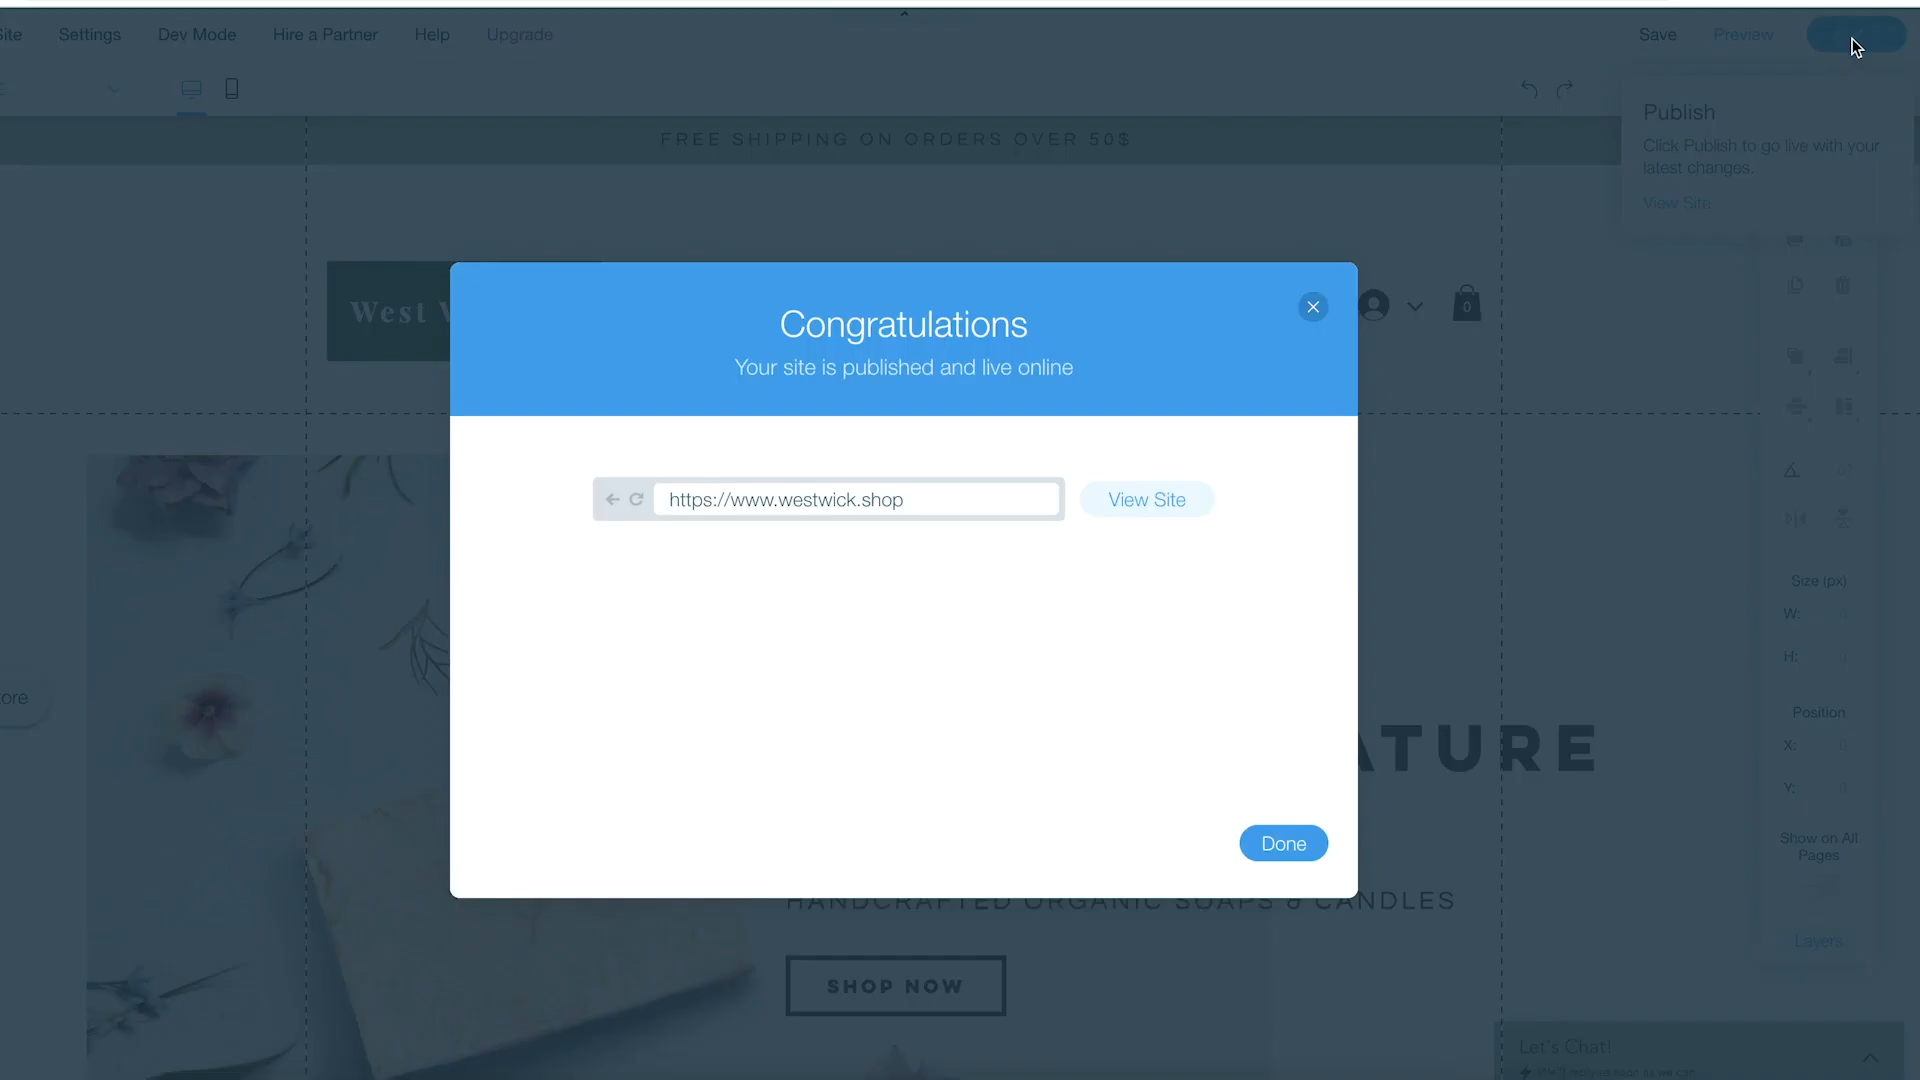 Site
Settings
Dev Mode
Hire a Partner
Help
Upgrade
Save
Preview
Publish
Click Publish to go live with your
latest changes.
View Site
FREE SHIPPING ON ORDERS OVER 50$
West W
0
Congratulations
Your site is published and live online
https://www.westwick.shop
View Site
Done
ore
ATURE
HANDCRAFTED ORGANIC SOAPS & CANDLES
SHOP NOW
Size (px)
W:
H:
Position
X:
Y:
Show on All
Pages
Layers
Let's Chat!